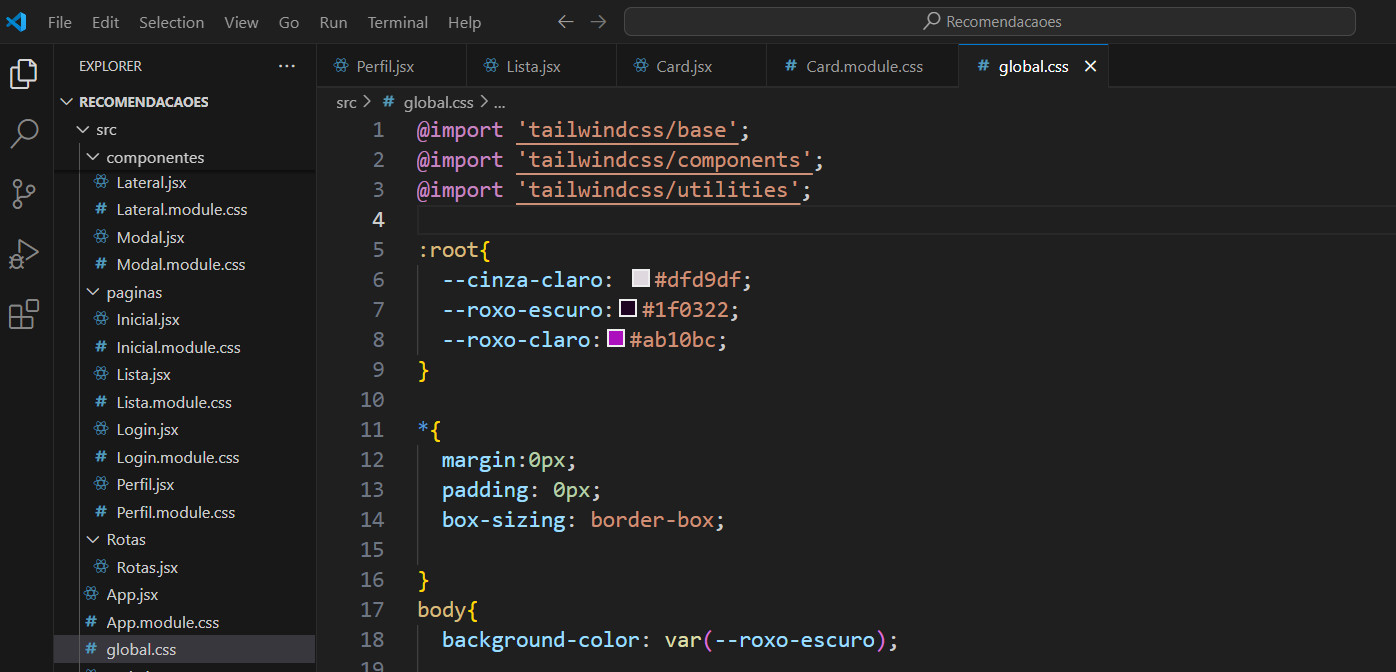 File Edit Selection View Go Run Terminal Help
Recomendacaoes
EXPLORER
RECOMENDACAOES
src
componentes
Lateral.jsx
# Lateral.module.css
Modal.jsx
# Modal.module.css
paginas
Inicial.jsx
# Inicial.module.css
Lista.jsx
# Lista.module.css
Login.jsx
# Login.module.css
Perfil.jsx
# Perfil.module.css
Rotas
Rotas.jsx
App.jsx
# App.module.css
# global.css
Perfil.jsx Lista.jsx Card.jsx # Card.module.css # global.css
src > # global.css > ...
1 @import 'tailwindcss/base';
2 @import 'tailwindcss/components';
3 @import 'tailwindcss/utilities';
4
5 :root{
6 --cinza-claro: #dfd9df;
7 --roxo-escuro: #1f0322;
8 --roxo-claro: #ab10bc;
9 }
10
11 *{
12 margin:0px;
13 padding: 0px;
14 box-sizing: border-box;
15
16 }
17 body{
18 background-color: var(--roxo-escuro);
19